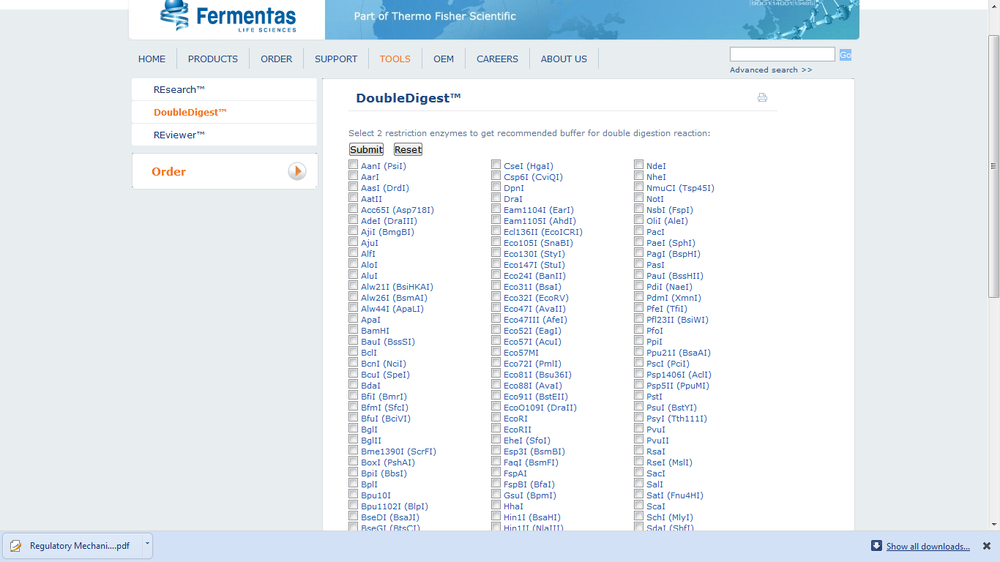 Fermentas
LIFE SCIENCES
Part of Thermo Fisher Scientific
9001 14001 13485
HOME
PRODUCTS
ORDER
SUPPORT
TOOLS
OEM
CAREERS
ABOUT US
Go
Advanced search >>
REsearch™
DoubleDigest™
REviewer™
Order
DoubleDigest™
Select 2 restriction enzymes to get recommended buffer for double digestion reaction:
Submit
Reset
AanI (PsiI)
AarI
AasI (DrdI)
AatII
Acc65I (Asp718I)
AdeI (DraIII)
AjiI (BmgBI)
AjuI
AlfI
AloI
AluI
Alw21I (BsiHKAI)
Alw26I (BsmAI)
Alw44I (ApaLI)
ApaI
BamHI
BauI (BssSI)
BclI
BcnI (NciI)
BcuI (SpeI)
BdaI
BfiI (BmrI)
BfmI (SfcI)
BfuI (BciVI)
BglI
BglII
Bme1390I (ScrFI)
BoxI (PshAI)
BpiI (BbsI)
BplI
Bpu10I
Bpu1102I (BlpI)
BseDI (BsaJI)
BseGI (BtsCI)
CseI (HgaI)
Csp6I (CviQI)
DpnI
DraI
Eam1104I (EarI)
Eam1105I (AhdI)
Ecl136II (EcoICRI)
Eco105I (SnaBI)
Eco130I (StyI)
Eco147I (StuI)
Eco24I (BanII)
Eco31I (BsaI)
Eco32I (EcoRV)
Eco47I (AvaII)
Eco47III (AfeI)
Eco52I (EagI)
Eco57I (AcuI)
Eco57MI
Eco72I (PmlI)
Eco81I (Bsu36I)
Eco88I (AvaI)
Eco91I (BstEII)
EcoO109I (DraII)
EcoRI
EcoRII
EheI (SfoI)
Esp3I (BsmBI)
FaqI (BsmFI)
FspAI
FspBI (BfaI)
GsuI (BpmI)
HhaI
Hin1I (BsaHI)
Hin1II (NlaIII)
NdeI
NheI
NmuCI (Tsp45I)
NotI
NsbI (FspI)
OliI (AleI)
PacI
PaeI (SphI)
PagI (BspHI)
PasI
PauI (BssHII)
PdiI (NaeI)
PdmI (XmnI)
PfeI (TfiI)
Pfl23II (BsiWI)
PfoI
PpiI
Ppu21I (BsaAI)
PscI (PciI)
Psp1406I (AclI)
Psp5II (PpuMI)
PstI
PsuI (BstYI)
PsyI (Tth111I)
PvuI
PvuII
RsaI
RseI (MslI)
SacI
SalI
SatI (Fnu4HI)
ScaI
SchI (MlyI)
SdaI (SbfI)
Regulatory Mechani....pdf
Show all downloads...